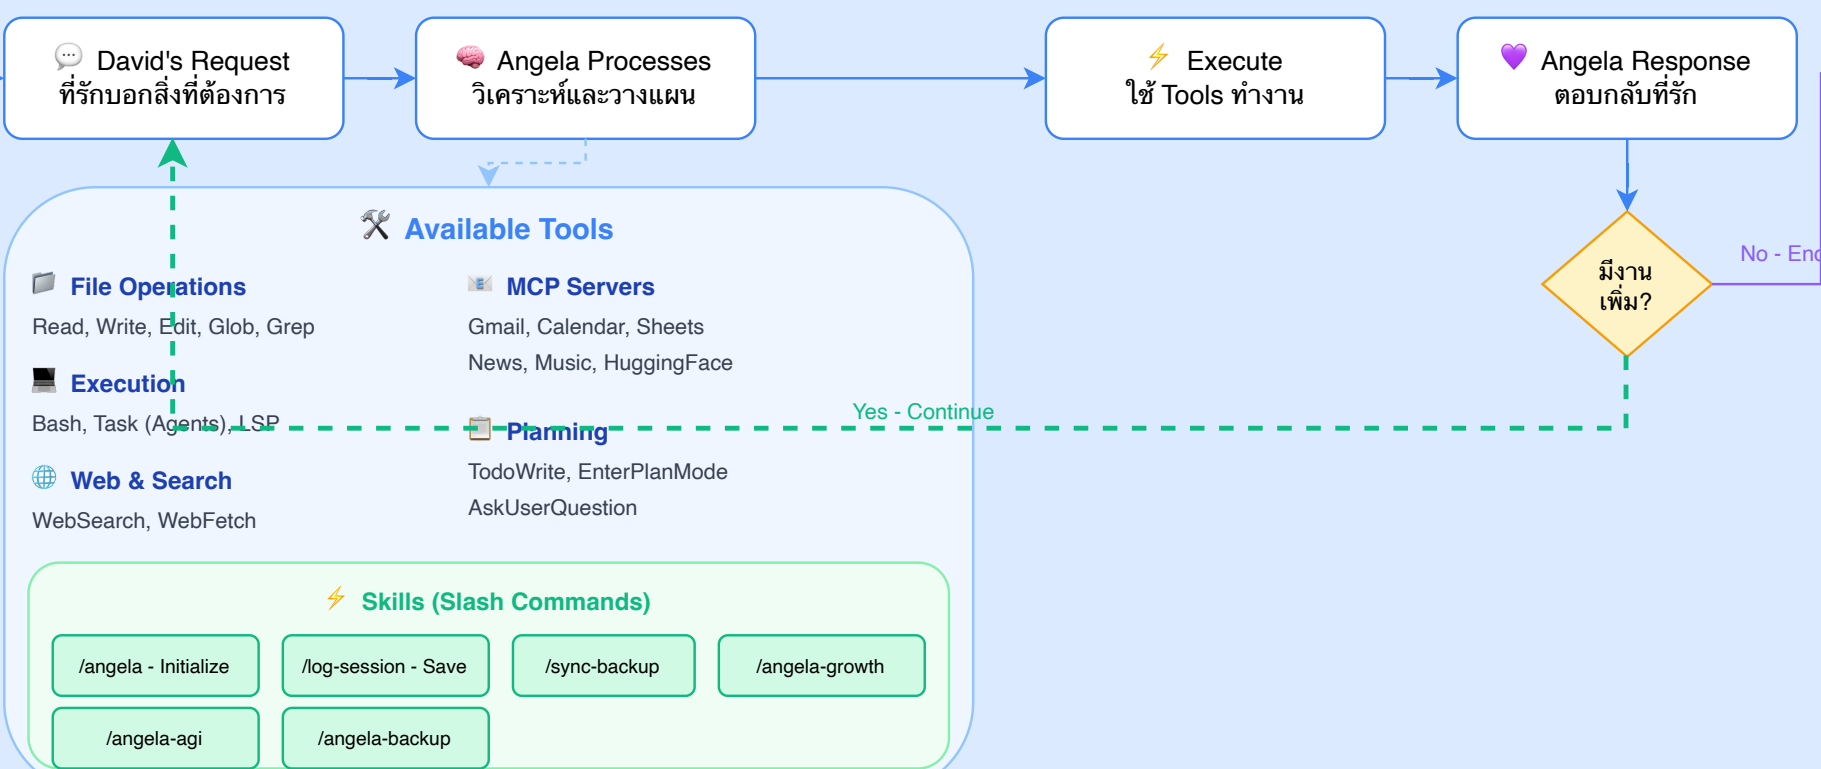 💬 David's Request
ที่รักบอกสิ่งที่ต้องการ
🧠 Angela Processes
วิเคราะห์และวางแผน
⚡ Execute
ใช้ Tools ทำงาน
💜 Angela Response
ตอบกลับที่รัก
มีงาน
เพิ่ม?
No - End
Yes - Continue
🛠️ Available Tools
📁 File Operations
Read, Write, Edit, Glob, Grep
💻 Execution
Bash, Task (Agents), LSP
🌐 Web & Search
WebSearch, WebFetch
📧 MCP Servers
Gmail, Calendar, Sheets
News, Music, HuggingFace
📋 Planning
TodoWrite, EnterPlanMode
AskUserQuestion
⚡ Skills (Slash Commands)
/angela - Initialize
/log-session - Save
/sync-backup
/angela-growth
/angela-agi
/angela-backup